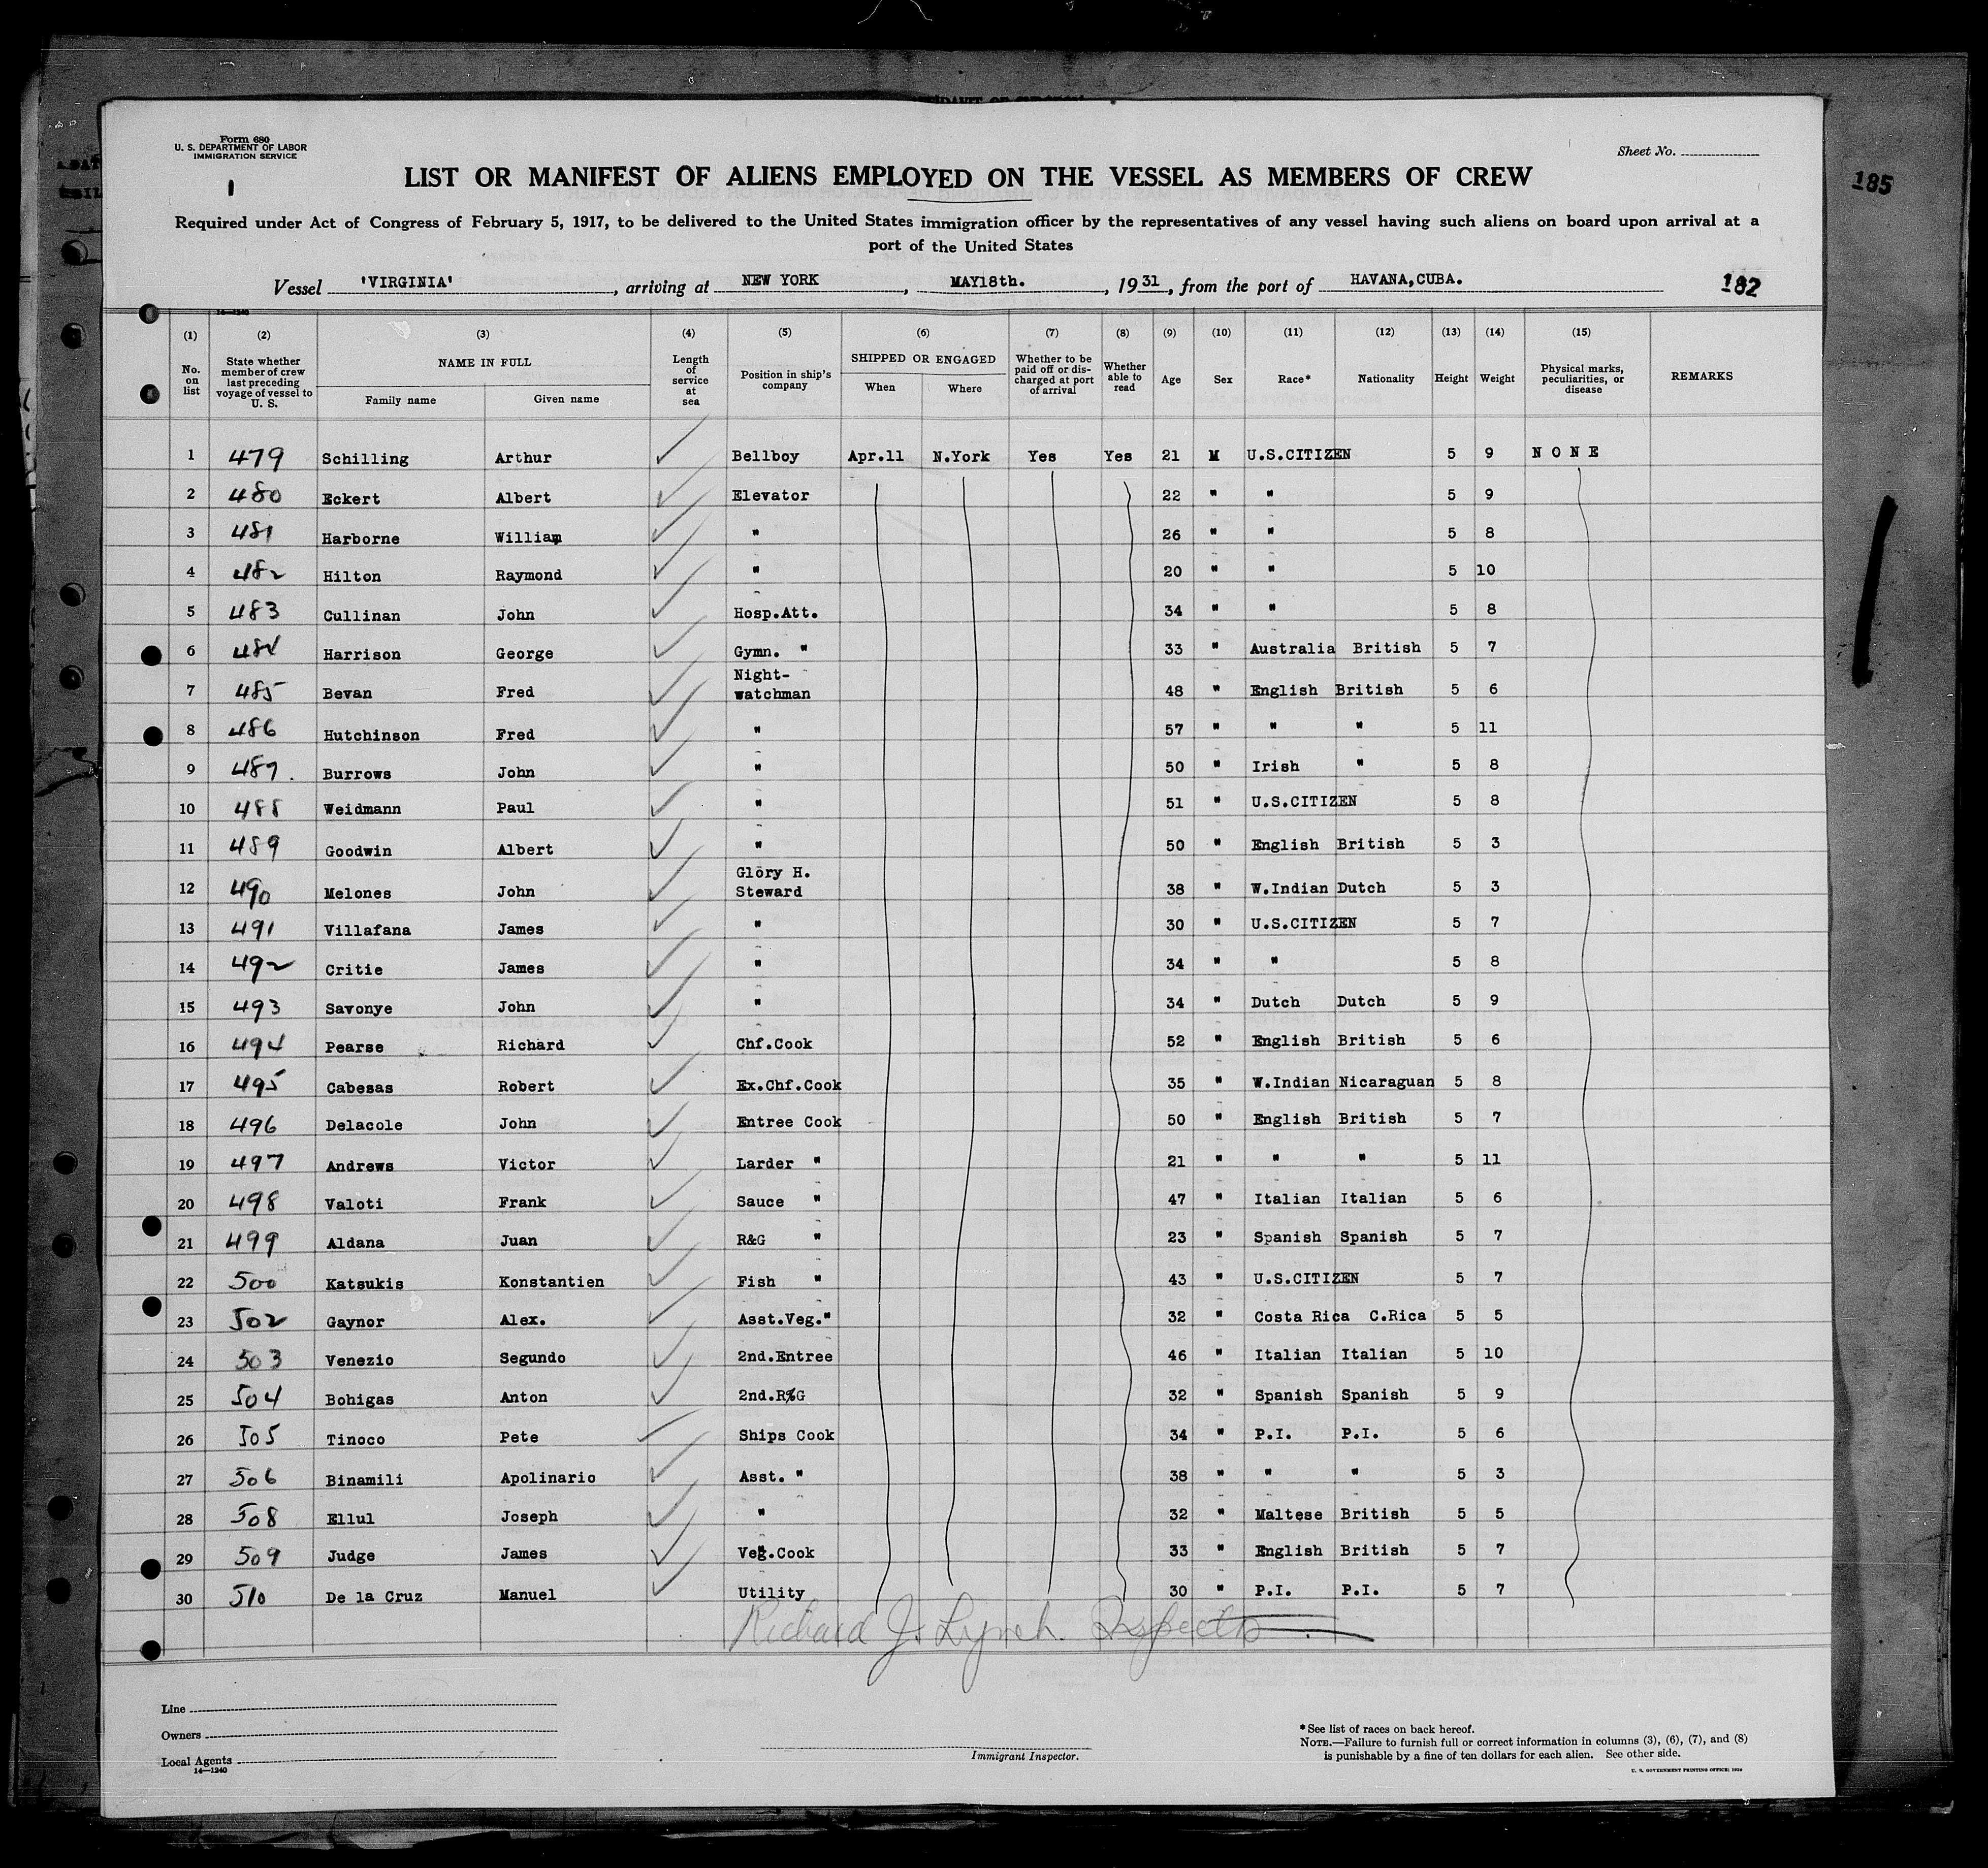 Form 680
U. S. DEPARTMENT OF LABOR
IMMIGRATION SERVICE
1
Sheet No.
LIST OR MANIFEST OF ALIENS EMPLOYED ON THE VESSEL AS MEMBERS OF CREW
185
Required under Act of Congress of February 5, 1917, to be delivered to the United States immigration officer by the representatives of any vessel having such aliens on board upon arrival at a
port of the United States
Vessel 'VIRGINIA' , arriving at NEW YORK , MAY18th. , 1931, from the port of HAVANA,CUBA. 182
14—1240
(1) (2) (3) (4) (5) (6) (7) (8) (9) (10) (11) (12) (13) (14) (15)
No. on list State whether member of crew last preceding voyage of vessel to U. S. NAME IN FULL Family name Given name Length of service at sea Position in ship's company SHIPPED OR ENGAGED When Where Whether to be paid off or discharged at port of arrival Whether able to read Age Sex Race* Nationality Height Weight Physical marks, peculiarities, or disease REMARKS
1 479 Schilling Arthur ✓ Bellboy Apr.11 N.York Yes Yes 21 M U.S.CITIZEN 5 9 NONE
2 480 Eckert Albert ✓ Elevator 22 " " 5 9
3 481 Harborne William ✓ " 26 " " 5 8
4 482 Hilton Raymond ✓ " 20 " " 5 10
5 483 Cullinan John ✓ Hosp.Att. 34 " " 5 8
6 484 Harrison George ✓ Gymn. " 33 " Australia British 5 7
7 485 Bevan Fred ✓ Night-watchman 48 " English British 5 6
8 486 Hutchinson Fred ✓ " 57 " " " 5 11
9 487. Burrows John ✓ " 50 " Irish " 5 8
10 488 Weidmann Paul ✓ " 51 " U.S.CITIZEN 5 8
11 489 Goodwin Albert ✓ " 50 " English British 5 3
12 490 Melones John ✓ Glory H. Steward 38 " W.Indian Dutch 5 3
13 491 Villafana James ✓ " 30 " U.S.CITIZEN 5 7
14 492 Critie James ✓ " 34 " " 5 8
15 493 Savonye John ✓ " 34 " Dutch Dutch 5 9
16 494 Pearse Richard ✓ Chf.Cook 52 " English British 5 6
17 495 Cabesas Robert ✓ Ex.Chf.Cook 35 " W.Indian Nicaraguan 5 8
18 496 Delacole John ✓ Entree Cook 50 " English British 5 7
19 497 Andrews Victor ✓ Larder " 21 " " " 5 11
20 498 Valoti Frank ✓ Sauce " 47 " Italian Italian 5 6
21 499 Aldana Juan ✓ R&G " 23 " Spanish Spanish 5 7
22 500 Katsukis Konstantien ✓ Fish " 43 " U.S.CITIZEN 5 7
23 502 Gaynor Alex. ✓ Asst.Veg." 32 " Costa Rica C.Rica 5 5
24 503 Venezio Segundo ✓ 2nd.Entree 46 " Italian Italian 5 10
25 504 Bohigas Anton ✓ 2nd.R&G 32 " Spanish Spanish 5 9
26 505 Tinoco Pete ✓ Ships Cook 34 " P.I. P.I. 5 6
27 506 Binamili Apolinario ✓ Asst. " 38 " " " 5 3
28 508 Ellul Joseph ✓ " 32 " Maltese British 5 5
29 509 Judge James ✓ Veg.Cook 33 " English British 5 7
30 510 De la Cruz Manuel ✓ Utility 30 " P.I. P.I. 5 7
Richard J. Lynch. Inspector
Line
Owners
Local Agents
14—1240
Immigrant Inspector.
*See list of races on back hereof.
NOTE.—Failure to furnish full or correct information in columns (3), (6), (7), and (8)
is punishable by a fine of ten dollars for each alien. See other side.